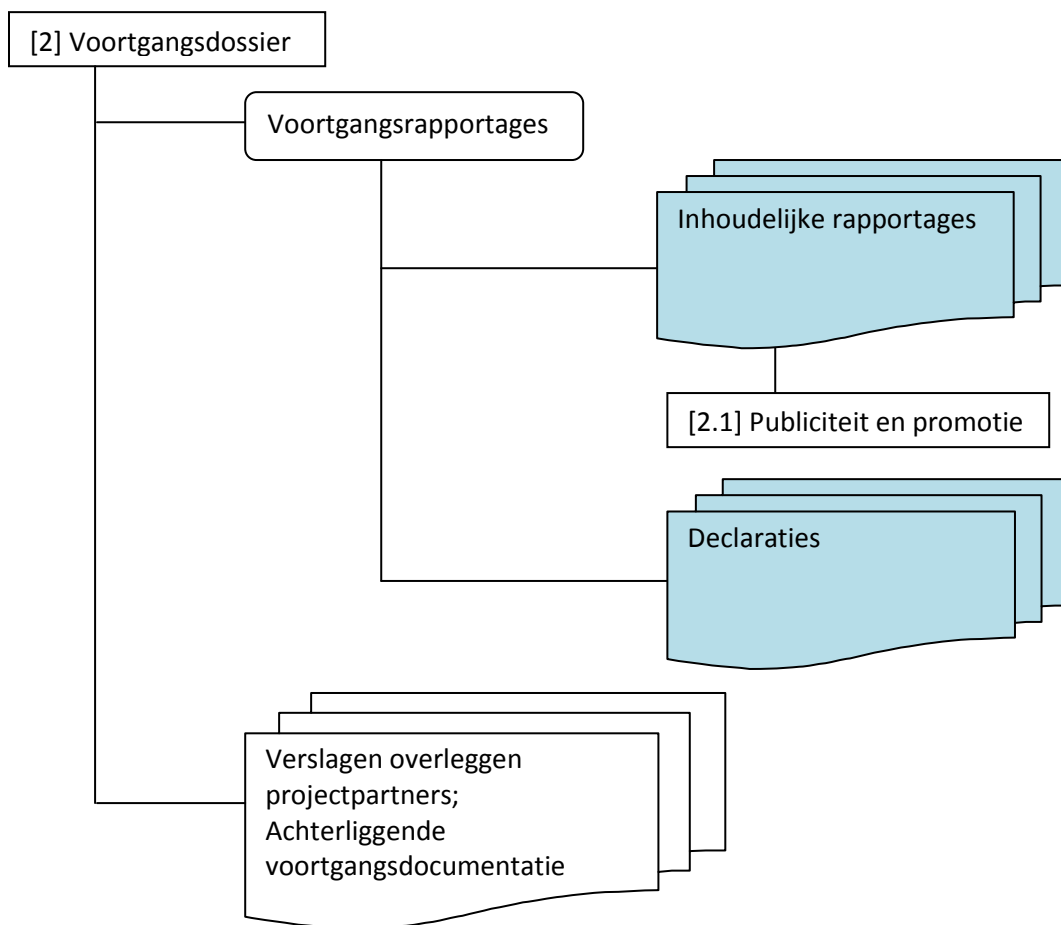 [2] Voortgangsdossier
Voortgangsrapportages
Inhoudelijke rapportages
[2.1] Publiciteit en promotie
Declaraties
Verslagen overleggen
projectpartners;
Achterliggende
voortgangsdocumentatie